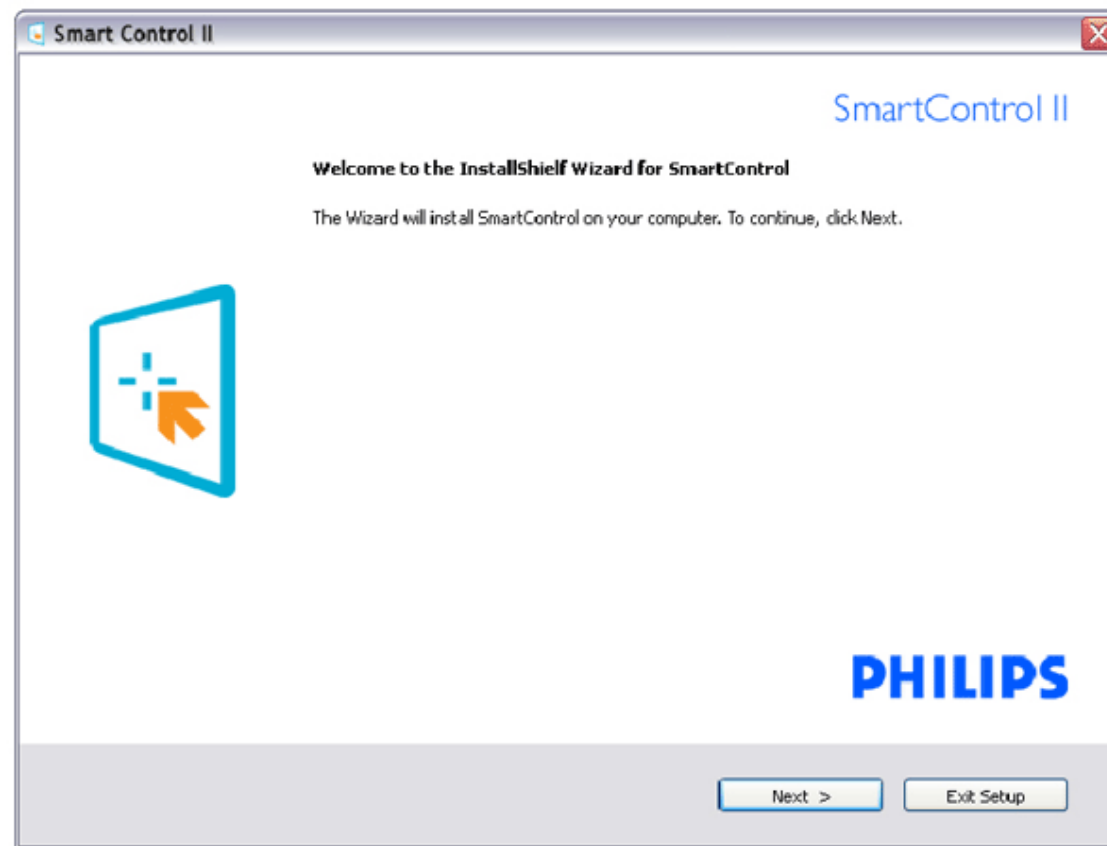 Smart Control II
SmartControl II
Welcome to the InstallShielf Wizard for SmartControl
The Wizard will install SmartControl on your computer. To continue, click Next.
PHILIPS
Next >
Exit Setup